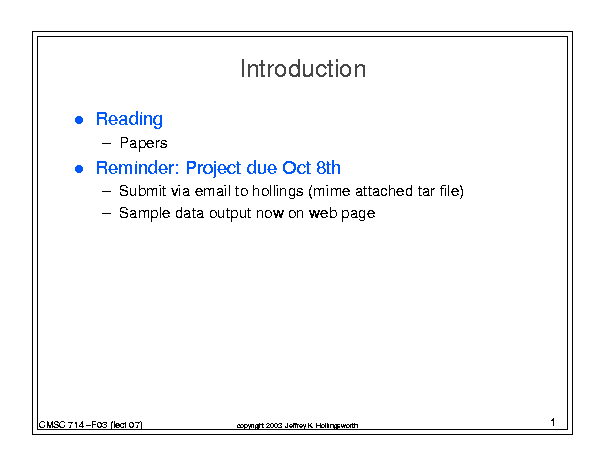 Introduction
● Reading
– Papers
● Reminder: Project due Oct 8th
– Submit via email to hollings (mime attached tar file)
– Sample data output now on web page
CMSC 714 –F03 (lect 07)
copyright 2003 Jeffrey K. Hollingsworth
1